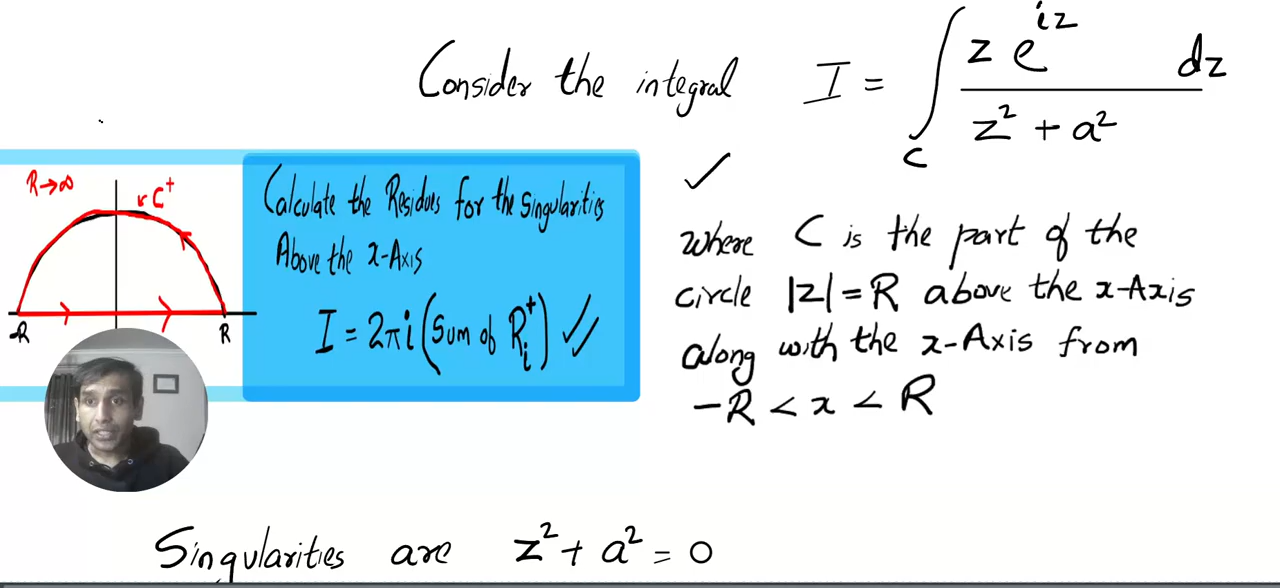 Consider the integral I = ∫_C z e^{iz} / (z² + a²) dz
R→∞
C⁺
-R
R
Calculate the Residues for the Singularities
Above the x-Axis
I = 2πi (Sum of R_i^+)
where C is the part of the
circle |z| = R above the x-Axis
along with the x-Axis from
-R < x < R
Singularities are z² + a² = 0